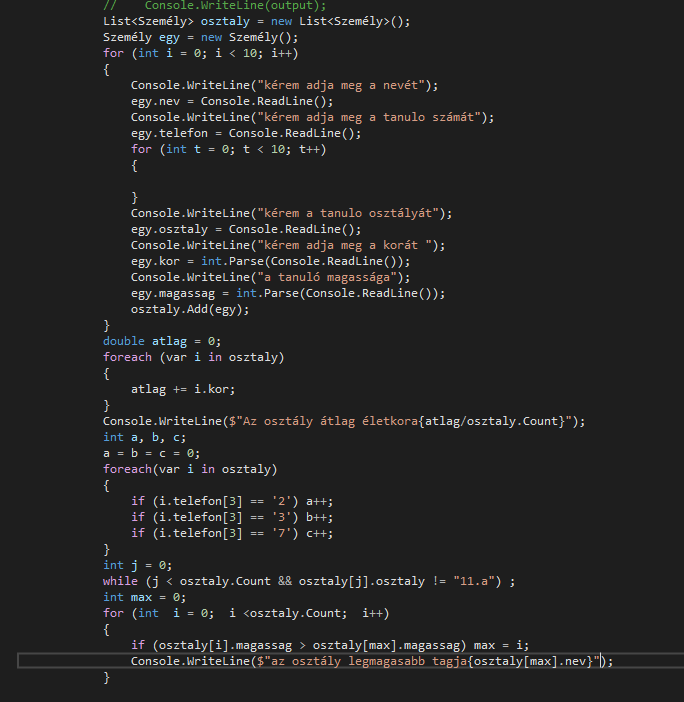 //    Console.WriteLine(output);
List<Személy> osztaly = new List<Személy>();
Személy egy = new Személy();
for (int i = 0; i < 10; i++)
{
    Console.WriteLine("kérem adja meg a nevét");
    egy.nev = Console.ReadLine();
    Console.WriteLine("kérem adja meg a tanulo számát");
    egy.telefon = Console.ReadLine();
    for (int t = 0; t < 10; t++)
    {

    }
    Console.WriteLine("kérem a tanulo osztályát");
    egy.osztaly = Console.ReadLine();
    Console.WriteLine("kérem adja meg a korát ");
    egy.kor = int.Parse(Console.ReadLine());
    Console.WriteLine("a tanuló magassága");
    egy.magassag = int.Parse(Console.ReadLine());
    osztaly.Add(egy);
}
double atlag = 0;
foreach (var i in osztaly)
{
    atlag += i.kor;
}
Console.WriteLine($"Az osztály átlag életkora{atlag/osztaly.Count}");
int a, b, c;
a = b = c = 0;
foreach(var i in osztaly)
{
    if (i.telefon[3] == '2') a++;
    if (i.telefon[3] == '3') b++;
    if (i.telefon[3] == '7') c++;
}
int j = 0;
while (j < osztaly.Count && osztaly[j].osztaly != "11.a") ;
int max = 0;
for (int  i = 0;  i <osztaly.Count;  i++)
{
    if (osztaly[i].magassag > osztaly[max].magassag) max = i;
    Console.WriteLine($"az osztály legmagasabb tagja{osztaly[max].nev}");
}